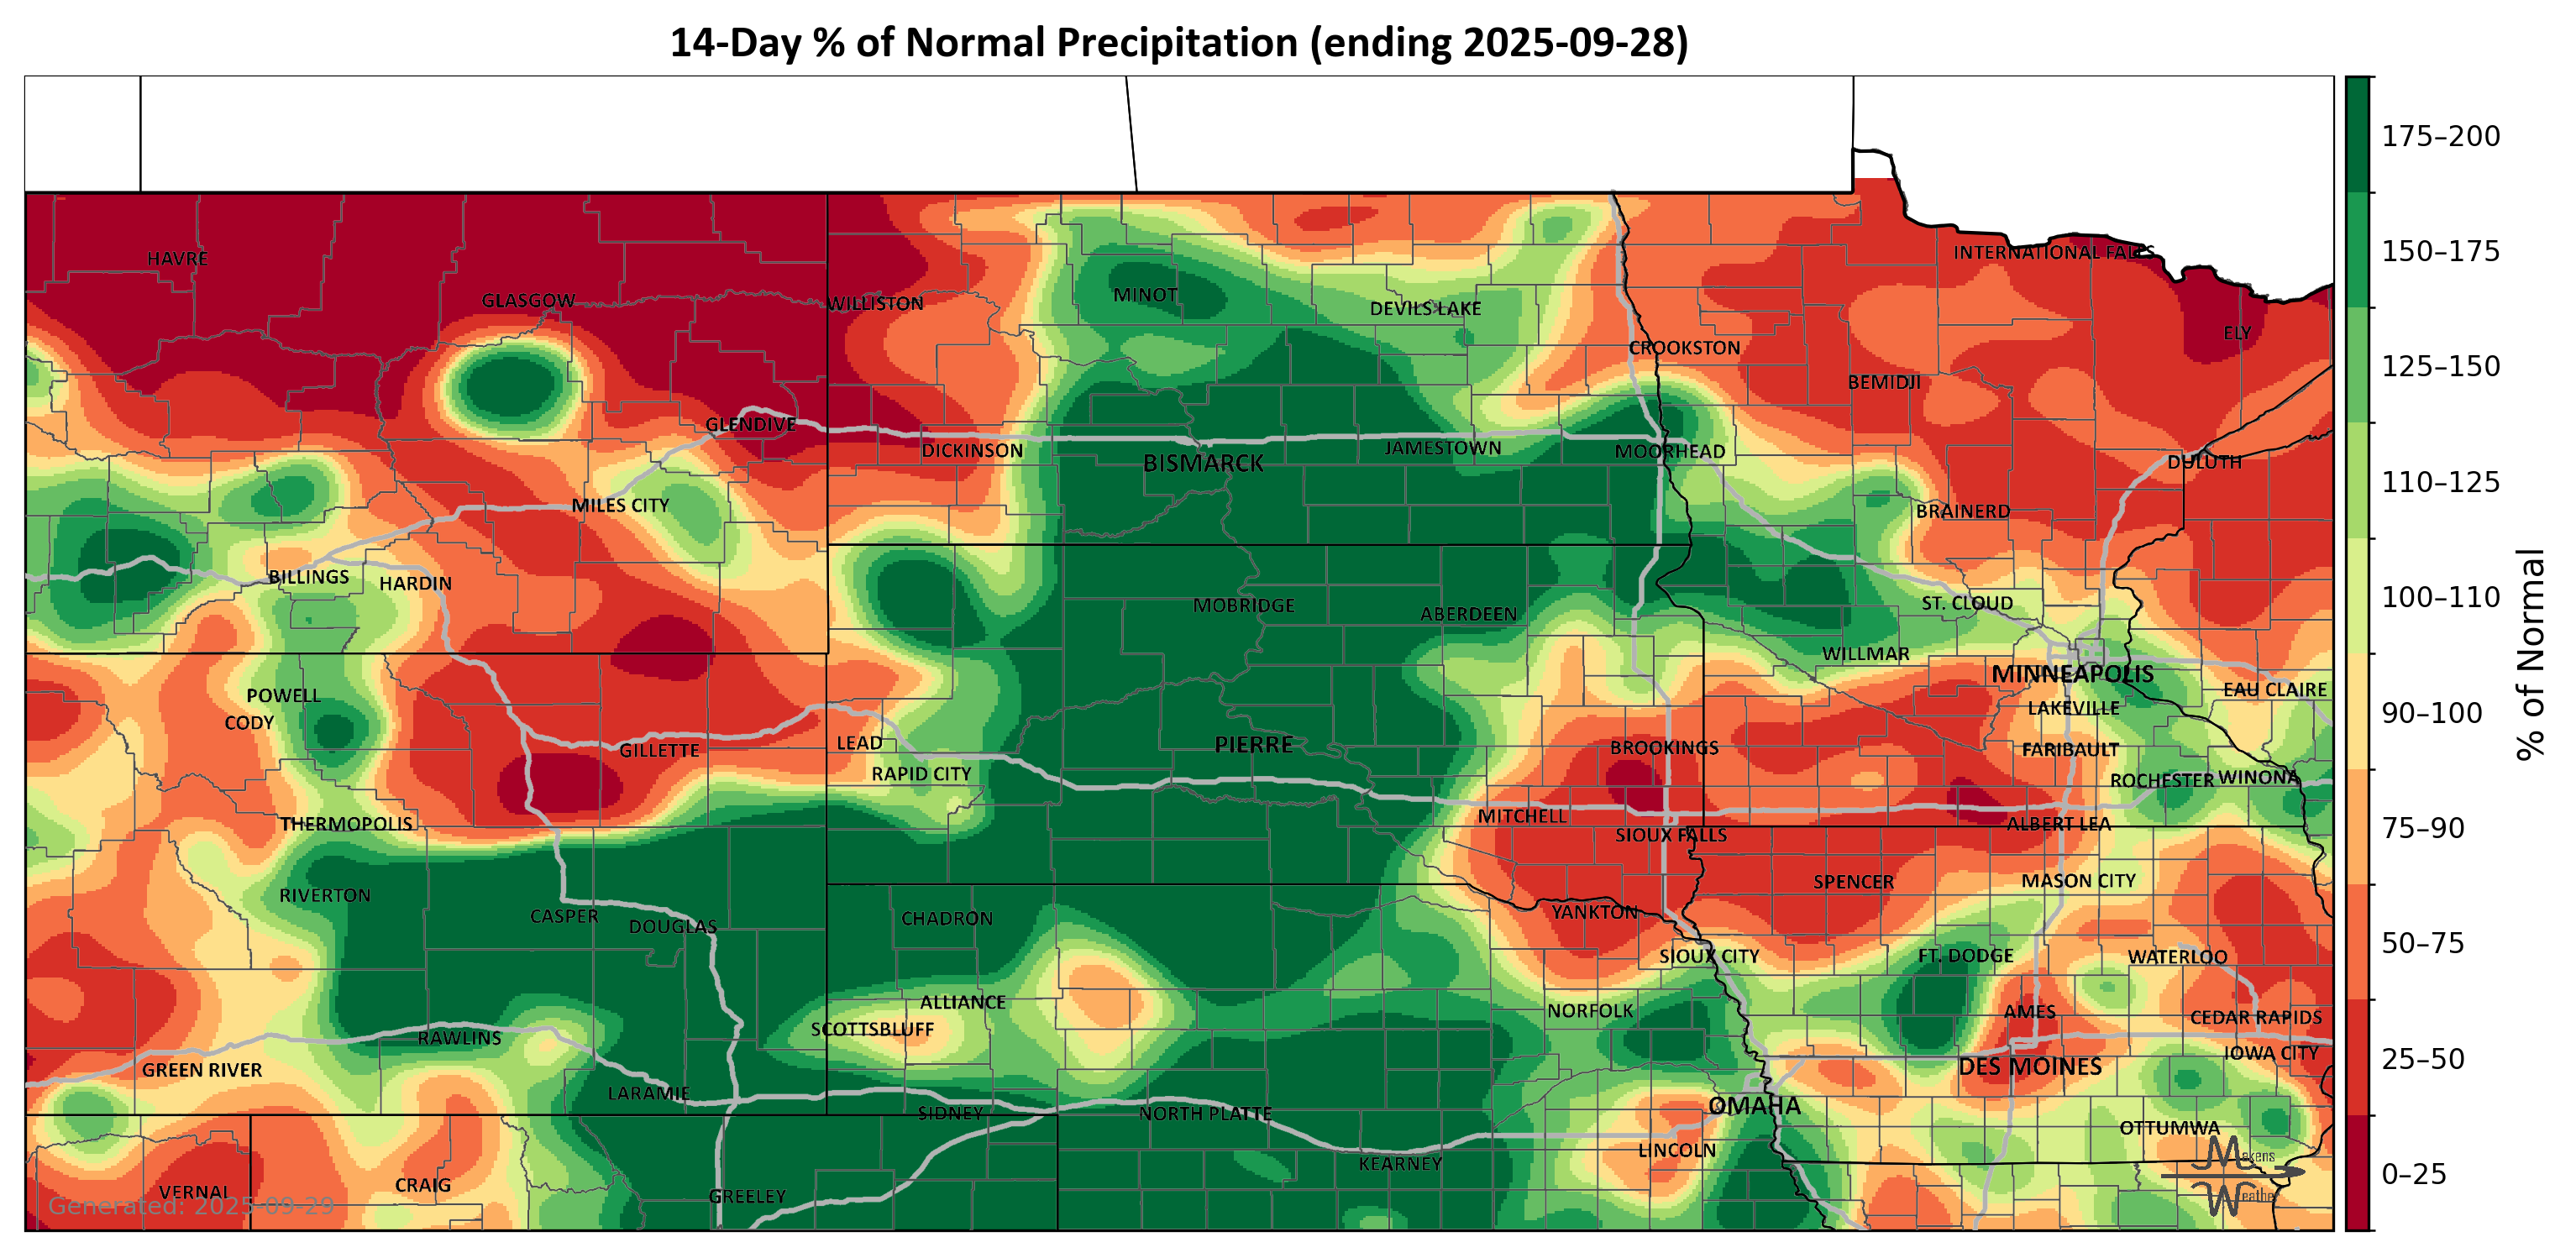 14-Day % of Normal Precipitation (ending 2025-09-28)
175–200
150–175
125–150
110–125
100–110
90–100
75–90
50–75
25–50
0–25
% of Normal
HAVRE
GLASGOW
WILLISTON
MINOT
DEVILS LAKE
INTERNATIONAL FALLS
ELY
CROOKSTON
BEMIDJI
GLENDIVE
DICKINSON
BISMARCK
JAMESTOWN
MOORHEAD
DULUTH
MILES CITY
BRAINERD
BILLINGS
HARDIN
MOBRIDGE
ABERDEEN
ST. CLOUD
WILLMAR
MINNEAPOLIS
EAU CLAIRE
POWELL
CODY
LAKEVILLE
GILLETTE
LEAD
PIERRE
BROOKINGS
FARIBAULT
RAPID CITY
ROCHESTER
WINONA
THERMOPOLIS
MITCHELL
SIOUX FALLS
ALBERT LEA
RIVERTON
SPENCER
MASON CITY
CASPER
DOUGLAS
CHADRON
YANKTON
SIOUX CITY
FT. DODGE
WATERLOO
ALLIANCE
NORFOLK
AMES
CEDAR RAPIDS
SCOTTSBLUFF
RAWLINS
GREEN RIVER
IOWA CITY
DES MOINES
LARAMIE
SIDNEY
NORTH PLATTE
OMAHA
OTTUMWA
LINCOLN
KEARNEY
VERNAL
CRAIG
GREELEY
Generated: 2025-09-29
Makens
Weather